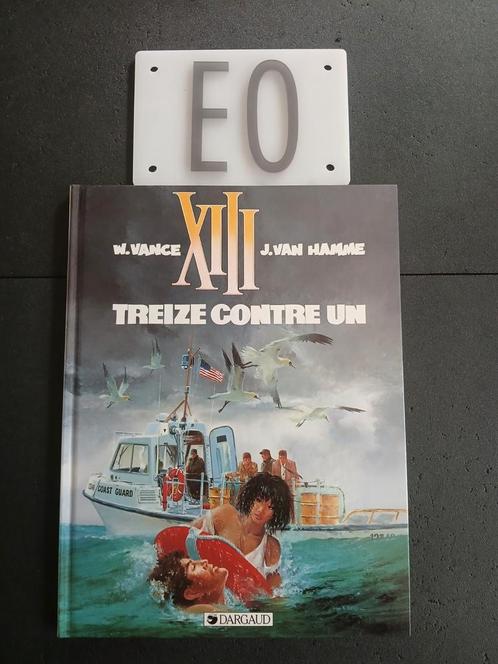 EO
XIII
W.VANCE J.VAN HAMME
TREIZE CONTRE UN
COAST GUARD
DARGAUD